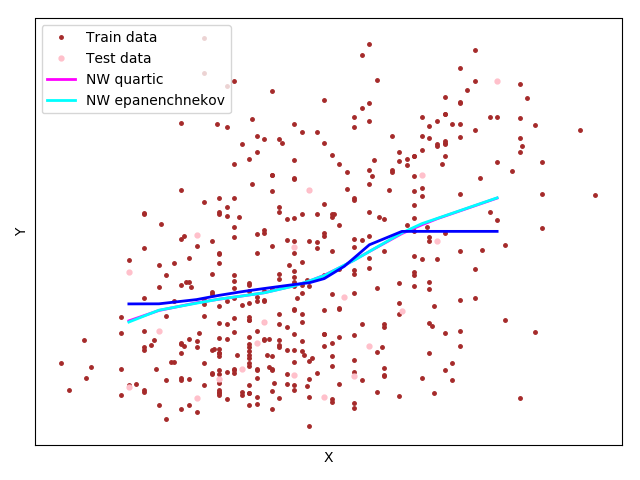 Train data
Test data
NW quartic
NW epanenchnekov
Y
X